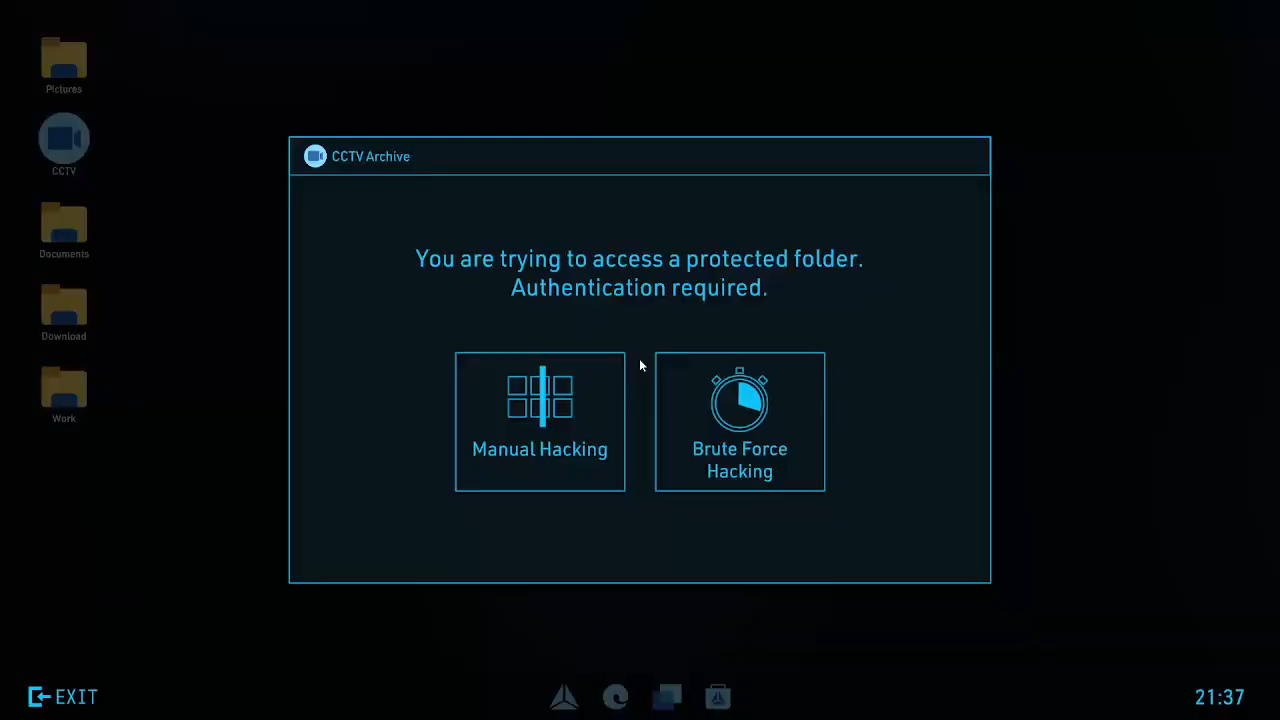 Pictures
CCTV
Documents
Download
Work
CCTV Archive
You are trying to access a protected folder.
Authentication required.
Manual Hacking
Brute Force
Hacking
EXIT
21:37